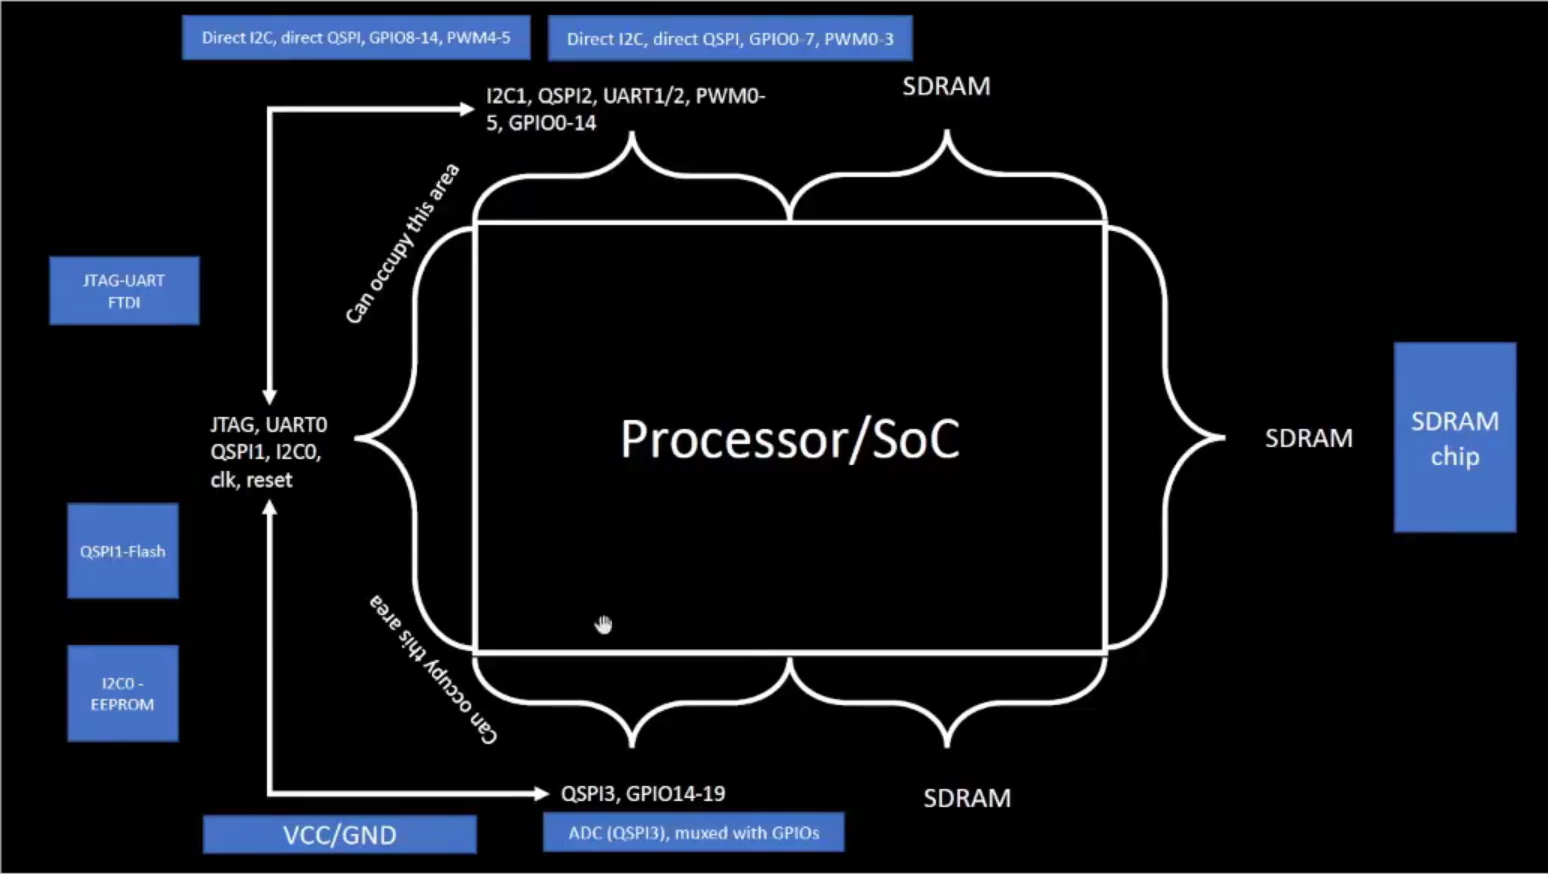 Direct I2C, direct QSPI, GPIO8-14, PWM4-5
Direct I2C, direct QSPI, GPIO0-7, PWM0-3
I2C1, QSPI2, UART1/2, PWM0-
5, GPIO0-14
SDRAM
Can occupy this area
JTAG-UART
FTDI
JTAG, UART0
QSPI1, I2C0,
clk, reset
Processor/SoC
SDRAM
SDRAM
chip
QSPI1-Flash
I2C0 -
EEPROM
Can occupy this area
QSPI3, GPIO14-19
SDRAM
VCC/GND
ADC (QSPI3), muxed with GPIOs